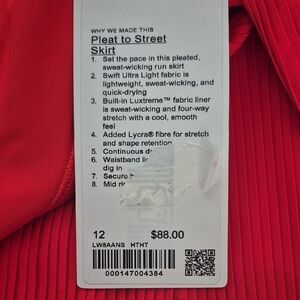 WHY WE MADE THIS
Pleat to Street
Skirt
1. Set the pace in this pleated,
sweat-wicking run skirt
2. Swift Ultra Light fabric is
lightweight, sweat-wicking, and
quick-drying
3. Built-in Luxtreme™ fabric liner
is sweat-wicking and four-way
stretch with a cool, smooth
feel
4. Added Lycra® fibre for stretch
and shape retention
5. Continuous
6. Waistband
dig in
7. Secure
8. Mid
12 $88.00
LW8AANS HTHT
000147004384